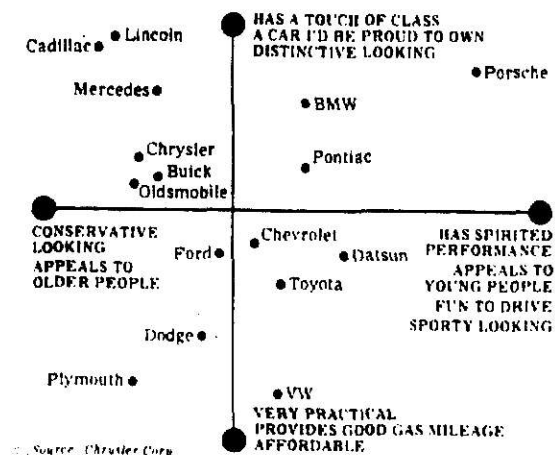 HAS A TOUCH OF CLASS
A CAR I'D BE PROUD TO OWN
DISTINCTIVE LOOKING
Lincoln
Cadillac
Porsche
Mercedes
BMW
Chrysler
Pontiac
Buick
Oldsmobile
CONSERVATIVE
LOOKING
APPEALS TO
OLDER PEOPLE
HAS SPIRITED
PERFORMANCE
APPEALS TO
YOUNG PEOPLE
FUN TO DRIVE
SPORTY LOOKING
Chevrolet
Ford
Datsun
Toyota
Dodge
Plymouth
VW
VERY PRACTICAL
PROVIDES GOOD GAS MILEAGE
AFFORDABLE
Source: Chrysler Corp